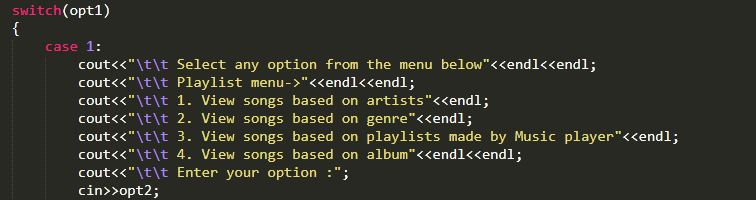 switch(opt1)
{
    case 1:
        cout<<"\t\t Select any option from the menu below"<<endl<<endl;
        cout<<"\t\t Playlist menu->"<<endl<<endl;
        cout<<"\t\t 1. View songs based on artists"<<endl;
        cout<<"\t\t 2. View songs based on genre"<<endl;
        cout<<"\t\t 3. View songs based on playlists made by Music player"<<endl;
        cout<<"\t\t 4. View songs based on album"<<endl<<endl;
        cout<<"\t\t Enter your option :";
        cin>>opt2;